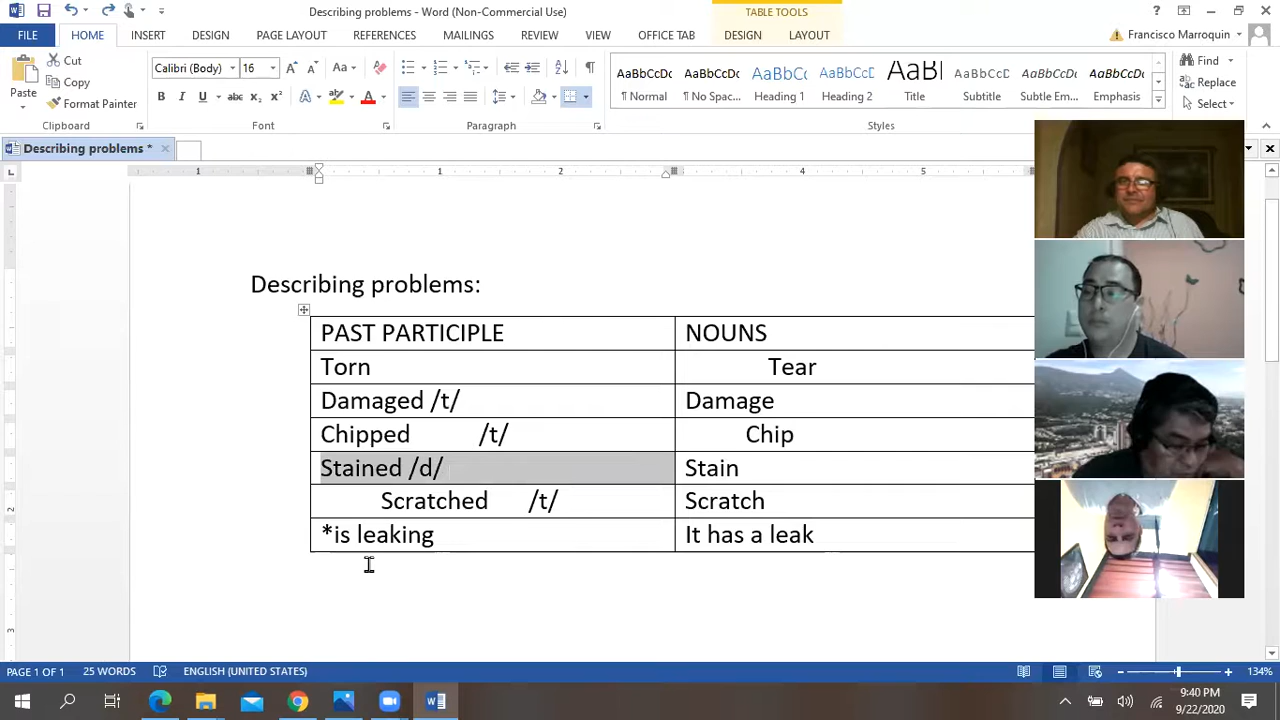 Describing problems - Word (Non-Commercial Use)
TABLE TOOLS
FILE HOME INSERT DESIGN PAGE LAYOUT REFERENCES MAILINGS REVIEW VIEW OFFICE TAB DESIGN LAYOUT Francisco Marroquin
Paste
Cut
Copy
Format Painter
Clipboard
Calibri (Body) 16
Font
Paragraph
AaBbCcDc AaBbCcDc AaBbCc AaBbCcD AaBl AaBbCcD AaBbCcDc AaBbCcDc
¶ Normal ¶ No Spac... Heading 1 Heading 2 Title Subtitle Subtle Em... Emphasis
Styles
Find
Replace
Select
Describing problems *
Describing problems:
PAST PARTICIPLE NOUNS
Torn Tear
Damaged /t/ Damage
Chipped /t/ Chip
Stained /d/ Stain
Scratched /t/ Scratch
*is leaking It has a leak
PAGE 1 OF 1 25 WORDS ENGLISH (UNITED STATES) 134%
9:40 PM
9/22/2020